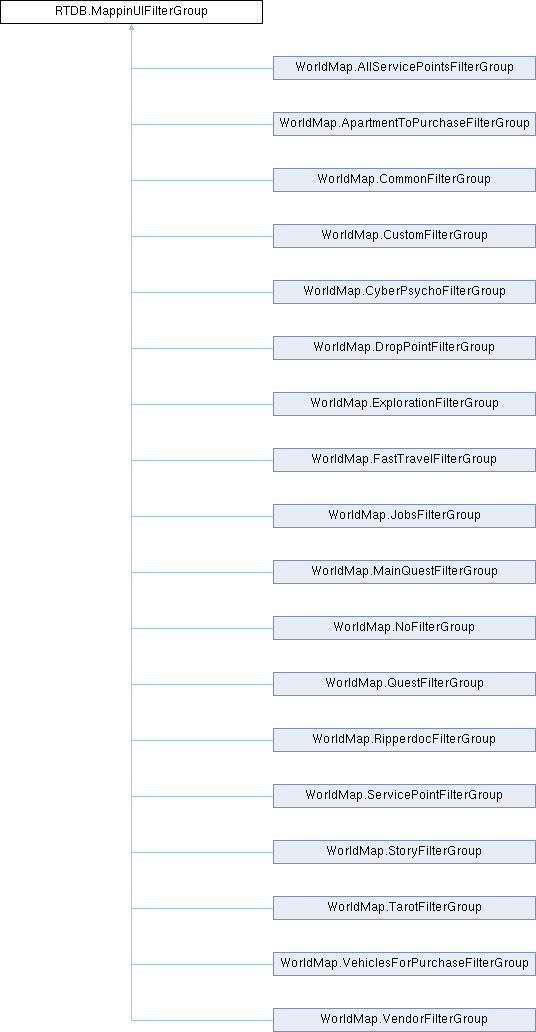 RTDB.MappinUIFilterGroup
WorldMap.AllServicePointsFilterGroup
WorldMap.ApartmentToPurchaseFilterGroup
WorldMap.CommonFilterGroup
WorldMap.CustomFilterGroup
WorldMap.CyberPsychoFilterGroup
WorldMap.DropPointFilterGroup
WorldMap.ExplorationFilterGroup
WorldMap.FastTravelFilterGroup
WorldMap.JobsFilterGroup
WorldMap.MainQuestFilterGroup
WorldMap.NoFilterGroup
WorldMap.QuestFilterGroup
WorldMap.RipperdocFilterGroup
WorldMap.ServicePointFilterGroup
WorldMap.StoryFilterGroup
WorldMap.TarotFilterGroup
WorldMap.VehiclesForPurchaseFilterGroup
WorldMap.VendorFilterGroup